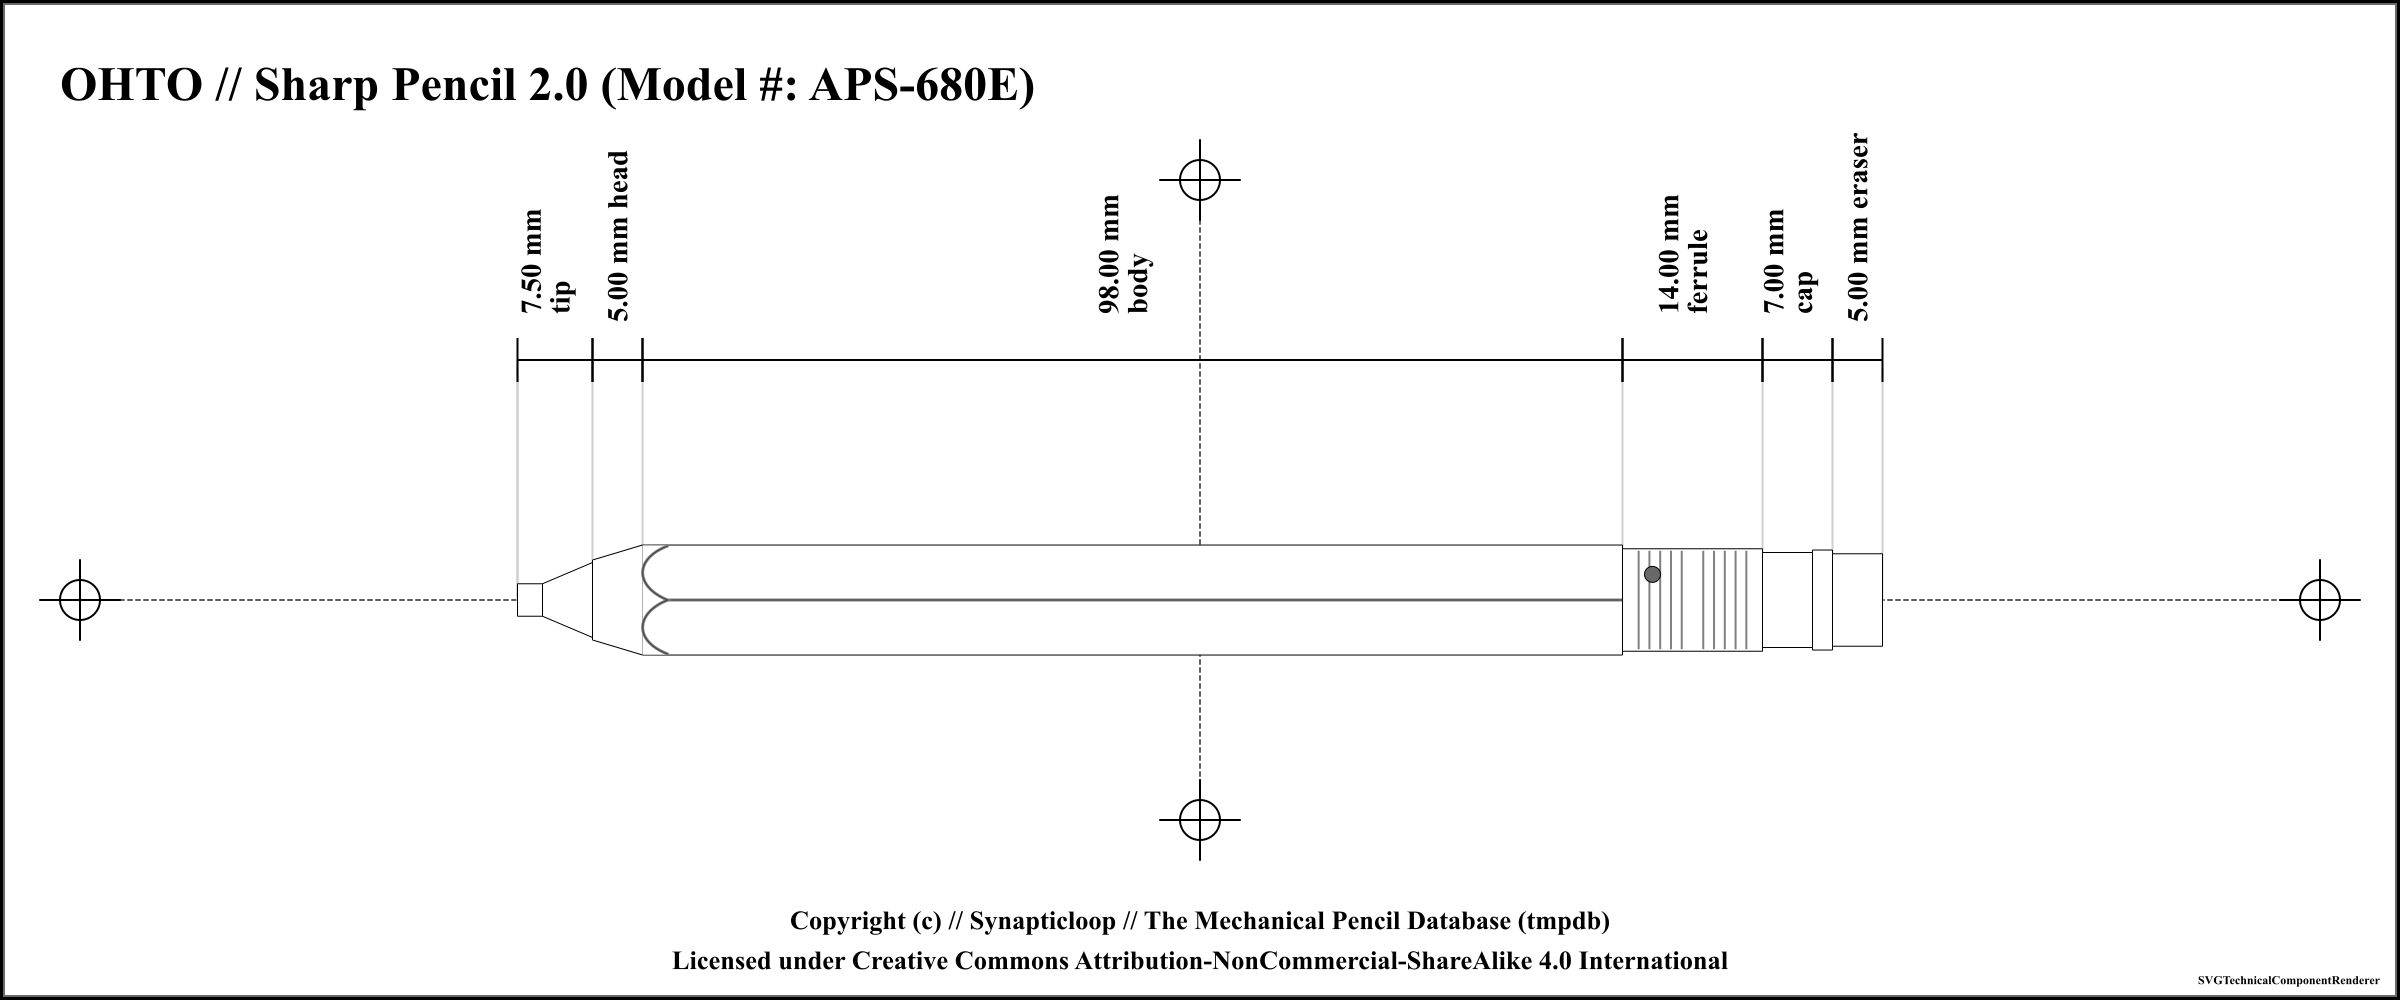 OHTO // Sharp Pencil 2.0 (Model #: APS-680E)
7.50 mm
tip
5.00 mm head
98.00 mm
body
14.00 mm
ferrule
7.00 mm
cap
5.00 mm eraser
Copyright (c) // Synapticloop // The Mechanical Pencil Database (tmpdb)
Licensed under Creative Commons Attribution-NonCommercial-ShareAlike 4.0 International
SVGTechnicalComponentRenderer